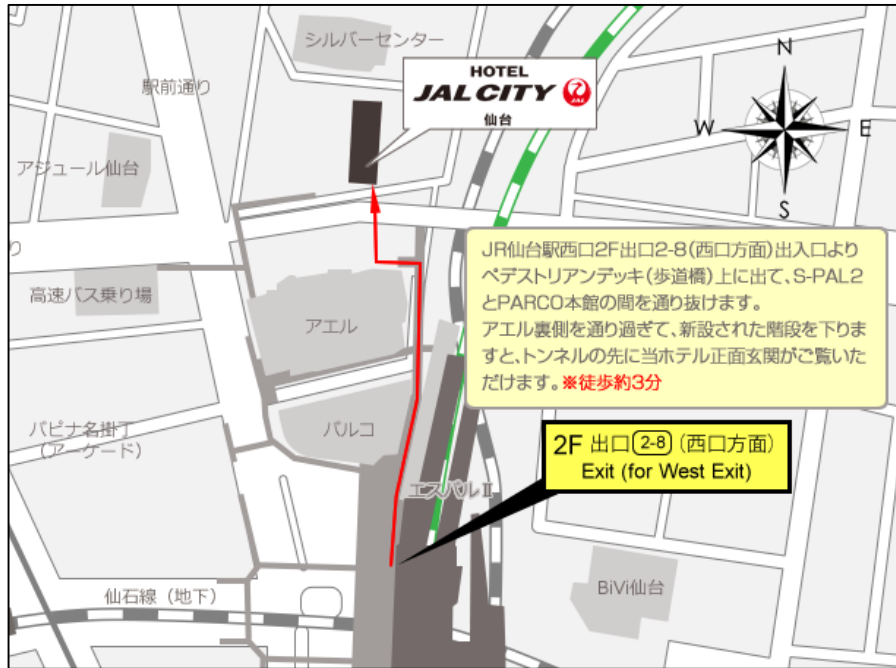 シルバーセンター
HOTEL
JAL CITY
JAL
仙台
駅前通り
N
W
E
S
アジュール仙台
り
JR仙台駅西口2F出口2-8(西口方面)出入口より
ペデストリアンデッキ(歩道橋)上に出て、S-PAL2
とPARCO本館の間を通り抜けます。
アエル裏側を通り過ぎて、新設された階段を下りま
すと、トンネルの先に当ホテル正面玄関がご覧いた
だけます。※徒歩約3分
高速バス乗り場
アエル
パピナ名掛丁
(アーケード)
パルコ
2F 出口 2-8 (西口方面)
Exit (for West Exit)
エスパルⅡ
仙石線(地下)
BiVi仙台